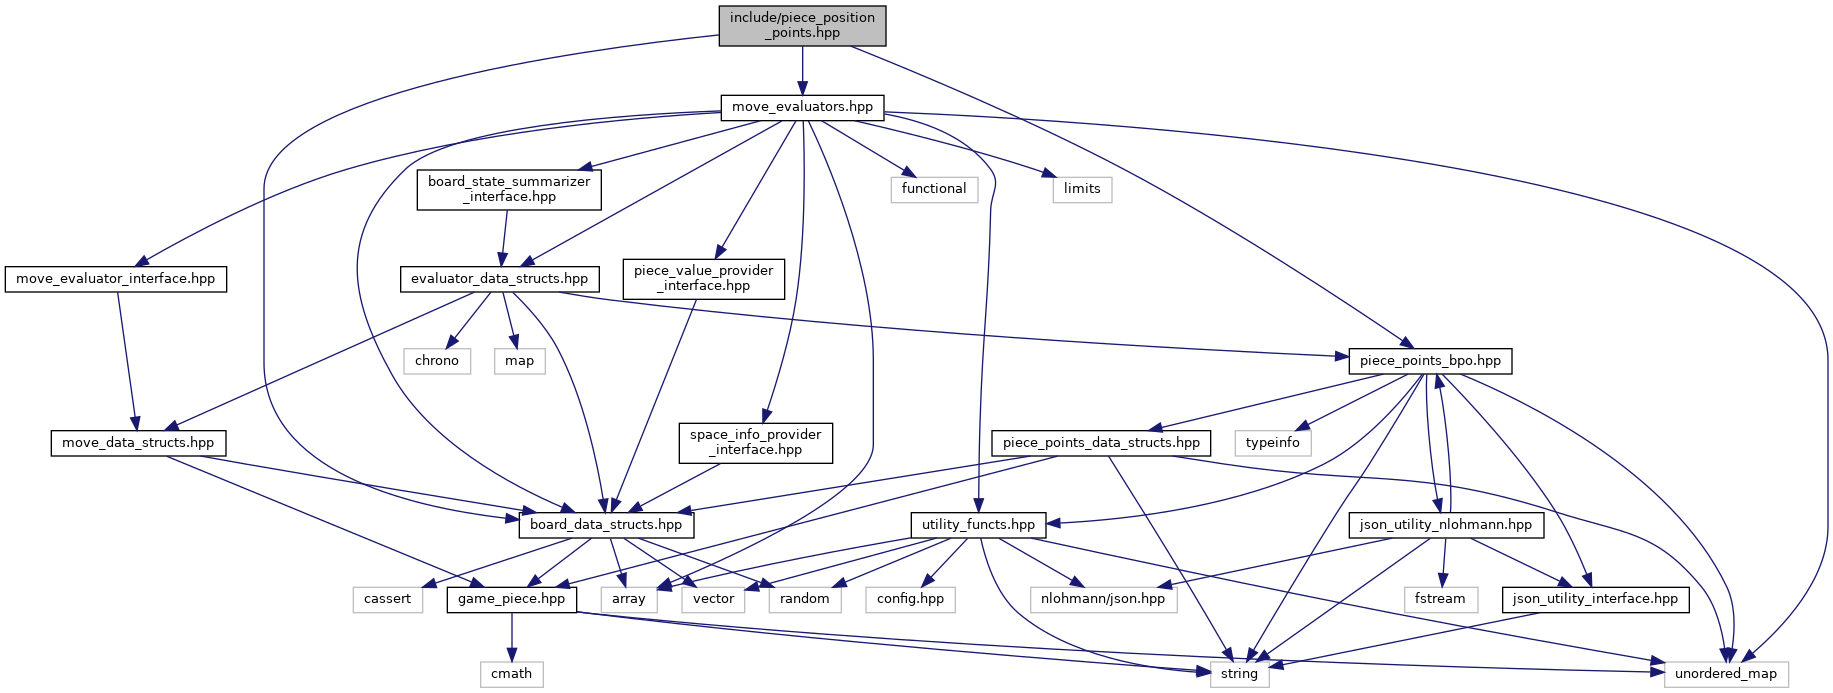 include/piece_position
_points.hpp
move_evaluators.hpp
board_state_summarizer
_interface.hpp
functional
limits
move_evaluator_interface.hpp
evaluator_data_structs.hpp
piece_value_provider
_interface.hpp
chrono
map
piece_points_bpo.hpp
move_data_structs.hpp
space_info_provider
_interface.hpp
piece_points_data_structs.hpp
typeinfo
board_data_structs.hpp
utility_functs.hpp
json_utility_nlohmann.hpp
cassert
game_piece.hpp
array
vector
random
config.hpp
nlohmann/json.hpp
fstream
json_utility_interface.hpp
cmath
string
unordered_map